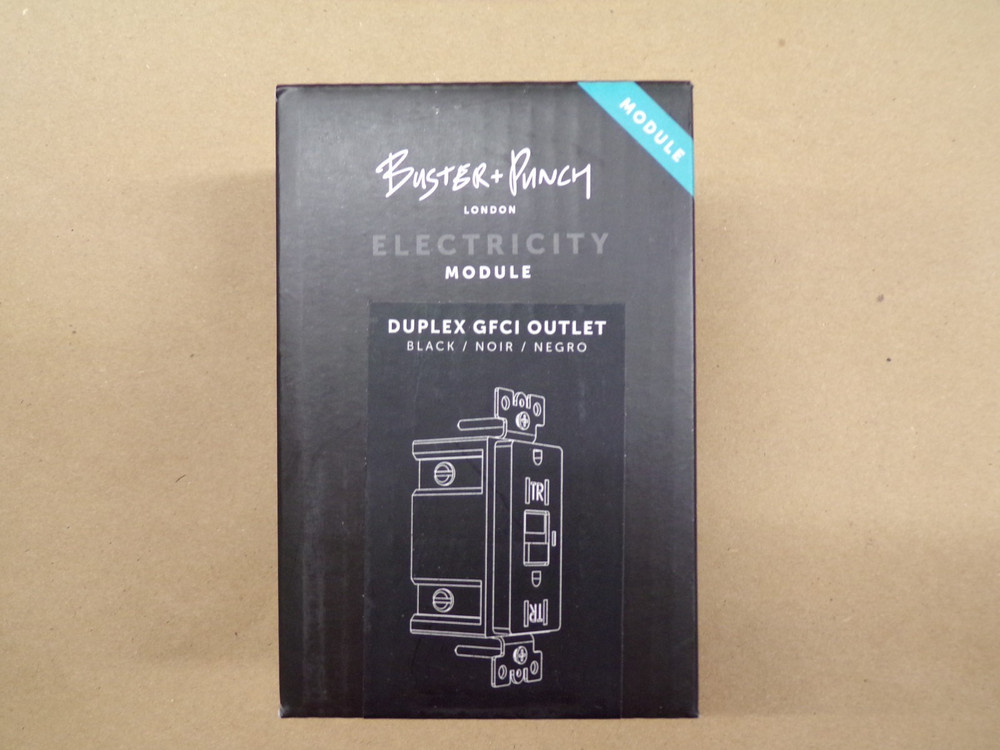 MODULE
BUSTER + PUNCH
LONDON
ELECTRICITY
MODULE
DUPLEX GFCI OUTLET
BLACK / NOIR / NEGRO
TR
TR